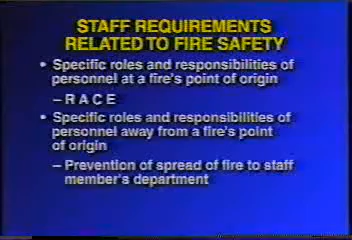 STAFF REQUIREMENTS
RELATED TO FIRE SAFETY
• Specific roles and responsibilities of
personnel at a fire's point of origin
– R A C E
• Specific roles and responsibilities of
personnel away from a fire's point
of origin
– Prevention of spread of fire to staff
member's department